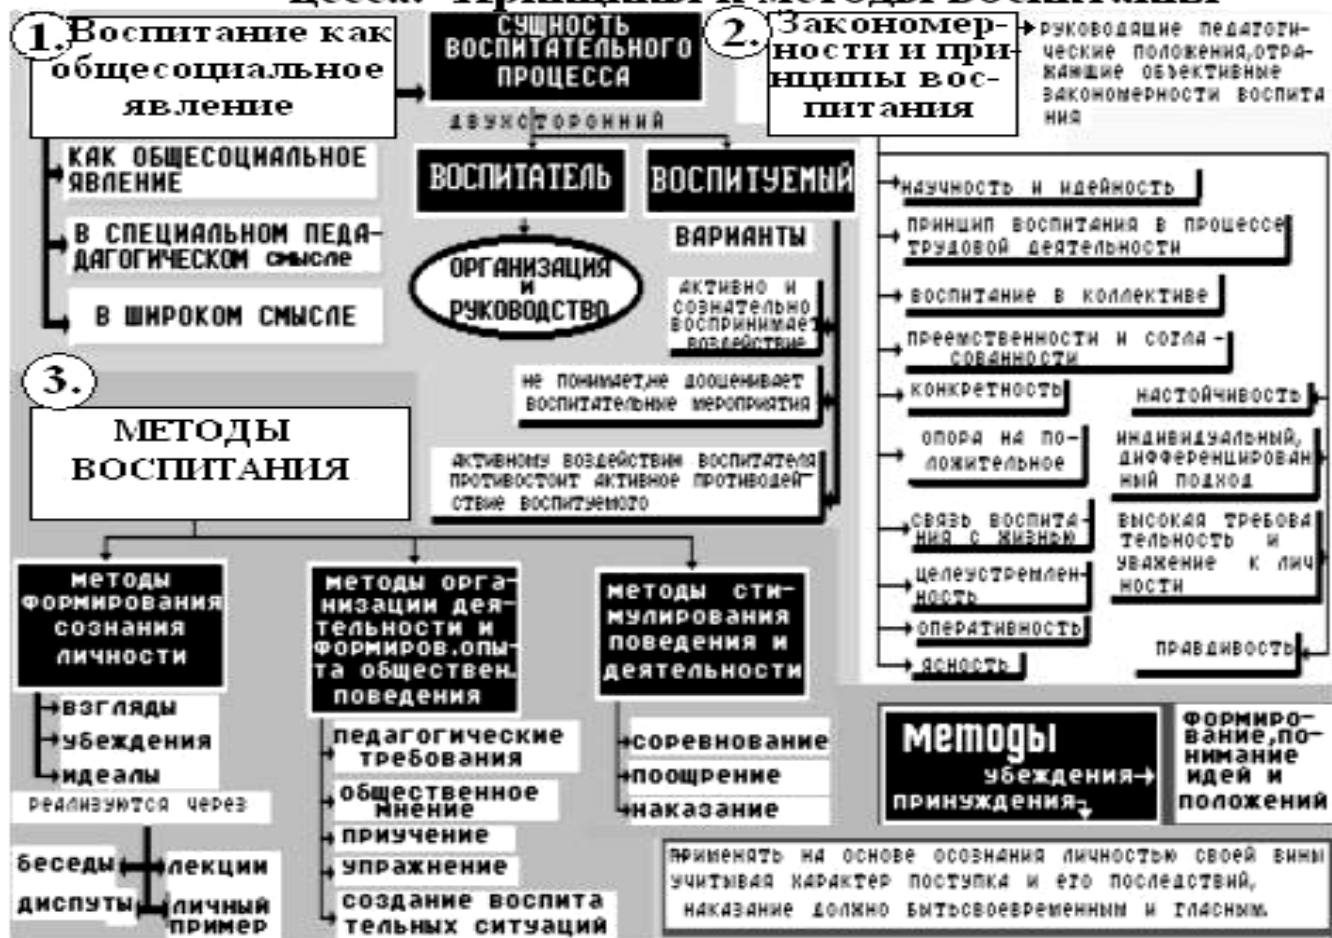 цесса. Принципы и методы воспитания
1.
Воспитание как
общесоциальное
явление
СУЩНОСТЬ
ВОСПИТАТЕЛЬНОГО
ПРОЦЕССА
ДВУХСТОРОННИЙ
КАК ОБЩЕСОЦИАЛЬНОЕ
ЯВЛЕНИЕ
В СПЕЦИАЛЬНОМ ПЕДА-
ДАГОГИЧЕСКОМ смысле
В ШИРОКОМ СМЫСЛЕ
ВОСПИТАТЕЛЬ
ВОСПИТУЕМЫЙ
ОРГАНИЗАЦИЯ
И
РУКОВОДСТВО
ВАРИАНТЫ
АКТИВНО И
СОЗНАТЕЛЬНО
ВОСПРИНИМАЕТ
ВОЗДЕЙСТВИЕ
НЕ ПОНИМАЕТ,НЕ ДООЦЕНИВАЕТ
ВОСПИТАТЕЛЬНЫЕ МЕРОПРИЯТИЯ
АКТИВНОМУ ВОЗДЕЙСТВИЮ ВОСПИТАТЕЛЯ
ПРОТИВОСТОИТ АКТИВНОЕ ПРОТИВОДЕЙ-
СТВИЕ ВОСПИТУЕМОГО
2.
Закономер-
ности и при
нципы вос-
питания
РУКОВОДЯЩИЕ ПЕДАГОГИ-
ЧЕСКИЕ ПОЛОЖЕНИЯ,ОТРА-
ЖАЮЩИЕ ОБЪЕКТИВНЫЕ
ЗАКОНОМЕРНОСТИ ВОСПИТА
НИЯ
НАУЧНОСТЬ И ИДЕЙНОСТЬ
ПРИНЦИП ВОСПИТАНИЯ В ПРОЦЕССЕ
ТРУДОВОЙ ДЕЯТЕЛЬНОСТИ
ВОСПИТАНИЕ В КОЛЛЕКТИВЕ
ПРЕЕМСТВЕННОСТИ И СОГЛА-
СОВАННОСТИ
КОНКРЕТНОСТЬ
ОПОРА НА ПО-
ЛОЖИТЕЛЬНОЕ
СВЯЗЬ ВОСПИТА-
НИЯ С ЖИЗНЬЮ
ЦЕЛЕУСТРЕМЛЕН-
НОСТЬ
ОПЕРАТИВНОСТЬ
ЯСНОСТЬ
НАСТОЙЧИВОСТЬ
ИНДИВИДУАЛЬНЫЙ,
ДИФФЕРЕНЦИРОВАН
НЫЙ ПОДХОД
ВЫСОКАЯ ТРЕБОВА
ТЕЛЬНОСТЬ И
УВАЖЕНИЕ К ЛИЧ
НОСТИ
ПРАВДИВОСТЬ
3.
МЕТОДЫ
ВОСПИТАНИЯ
МЕТОДЫ
ФОРМИРОВАНИЯ
СОЗНАНИЯ
ЛИЧНОСТИ
ВЗГЛЯДЫ
УБЕЖДЕНИЯ
ИДЕАЛЫ
РЕАЛИЗУЮТСЯ ЧЕРЕЗ
БЕСЕДЫ
ЛЕКЦИИ
ДИСПУТЫ
ЛИЧНЫЙ
ПРИМЕР
МЕТОДЫ ОРГА-
НИЗАЦИИ ДЕЯ-
ТЕЛЬНОСТИ И
ФОРМИРОВ.ОПЫ-
ТА ОБЩЕСТВЕН.
ПОВЕДЕНИЯ
ПЕДАГОГИЧЕСКИЕ
ТРЕБОВАНИЯ
ОБЩЕСТВЕННОЕ
МНЕНИЕ
ПРИУЧЕНИЕ
УПРАЖНЕНИЕ
СОЗДАНИЕ ВОСПИТА
ТЕЛЬНЫХ СИТУАЦИЙ
МЕТОДЫ СТИ-
МУЛИРОВАНИЯ
ПОВЕДЕНИЯ И
ДЕЯТЕЛЬНОСТИ
СОРЕВНОВАНИЕ
ПООЩРЕНИЕ
НАКАЗАНИЕ
Методы
УБЕЖДЕНИЯ
ПРИНУЖДЕНИЯ
ФОРМИРО-
ВАНИЕ,ПО-
НИМАНИЕ
ИДЕЙ И
ПОЛОЖЕНИЙ
ПРИМЕНЯТЬ НА ОСНОВЕ ОСОЗНАНИЯ ЛИЧНОСТЬЮ СВОЕЙ ВИНЫ
УЧИТЫВАЯ ХАРАКТЕР ПОСТУПКА И ЕГО ПОСЛЕДСТВИЙ,
НАКАЗАНИЕ ДОЛЖНО БЫТЬСВОЕВРЕМЕННЫМ И ГЛАСНЫМ.